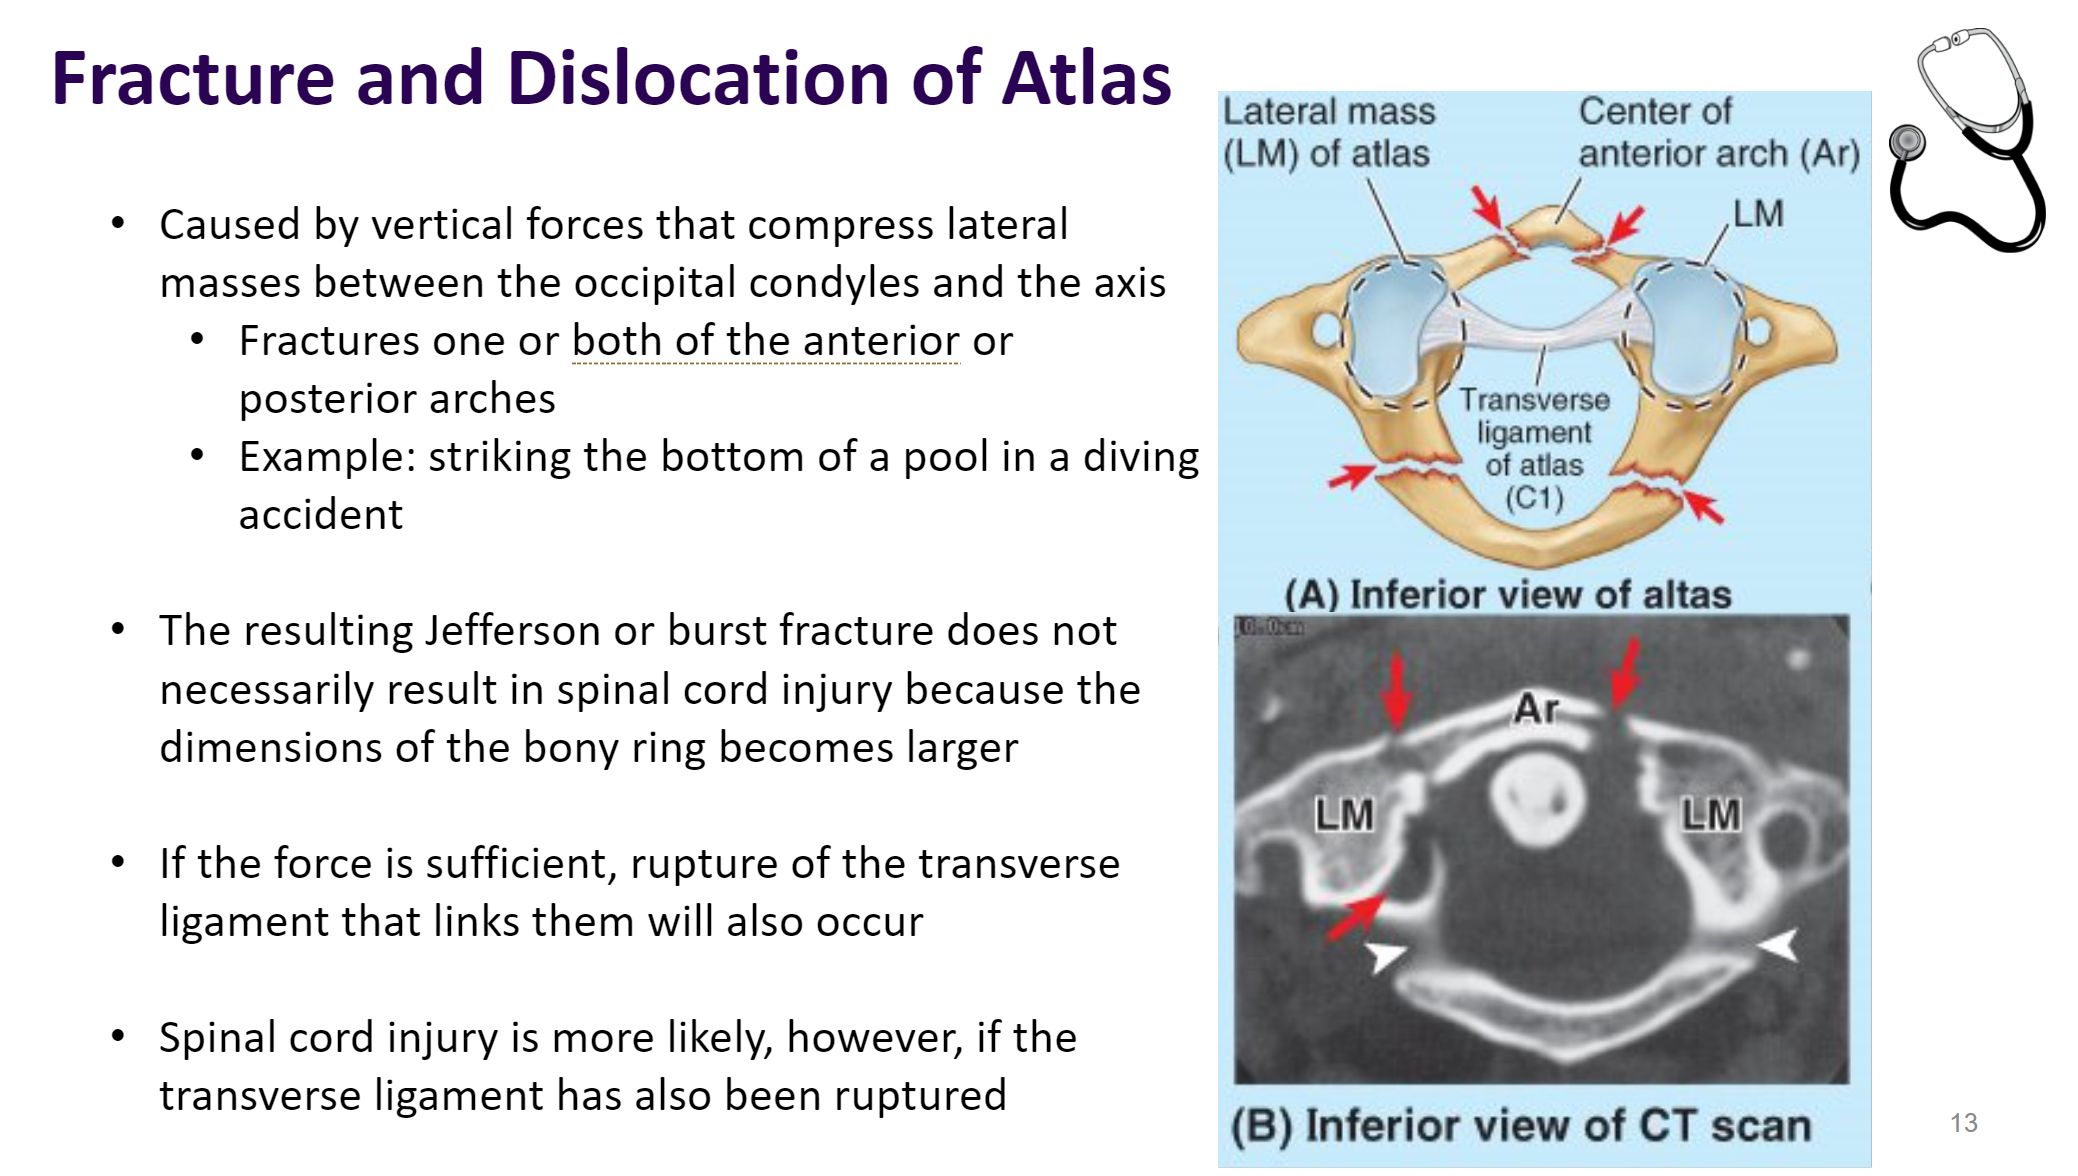 Fracture and Dislocation of Atlas
• Caused by vertical forces that compress lateral
masses between the occipital condyles and the axis
• Fractures one or both of the anterior or
posterior arches
• Example: striking the bottom of a pool in a diving
accident
• The resulting Jefferson or burst fracture does not
necessarily result in spinal cord injury because the
dimensions of the bony ring becomes larger
• If the force is sufficient, rupture of the transverse
ligament that links them will also occur
• Spinal cord injury is more likely, however, if the
transverse ligament has also been ruptured
Lateral mass
(LM) of atlas
Center of
anterior arch (Ar)
LM
Transverse
ligament
of atlas
(C1)
(A) Inferior view of altas
Ar
LM
LM
(B) Inferior view of CT scan
13